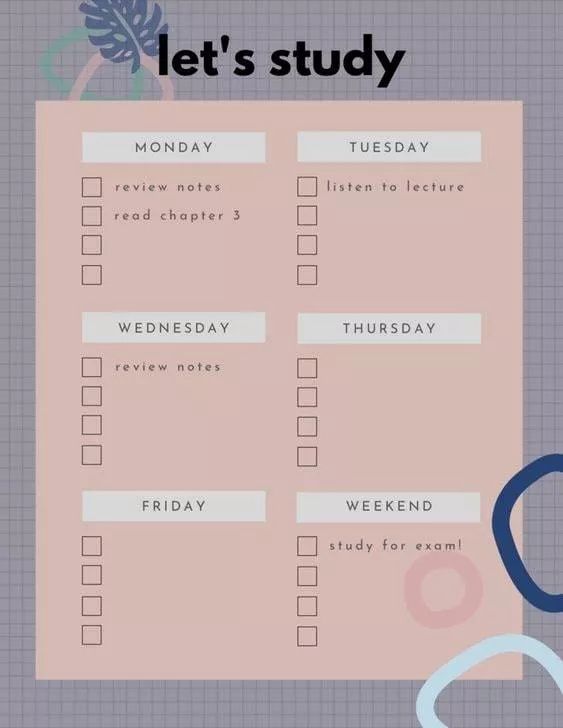 let's study
MONDAY
review notes
read chapter 3
TUESDAY
listen to lecture
WEDNESDAY
review notes
THURSDAY
FRIDAY
WEEKEND
study for exam!